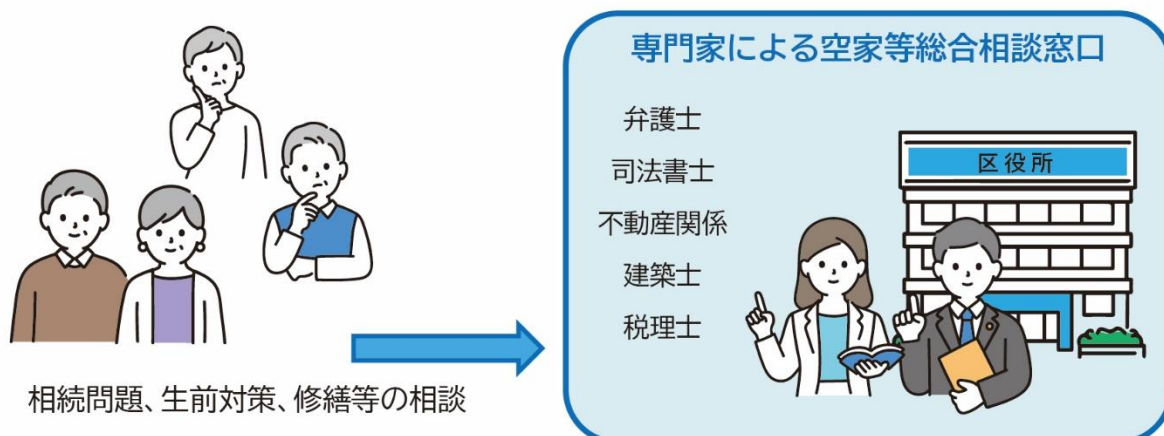 専門家による空家等総合相談窓口
弁護士
司法書士
不動産関係
建築士
税理士
区役所
相続問題、生前対策、修繕等の相談